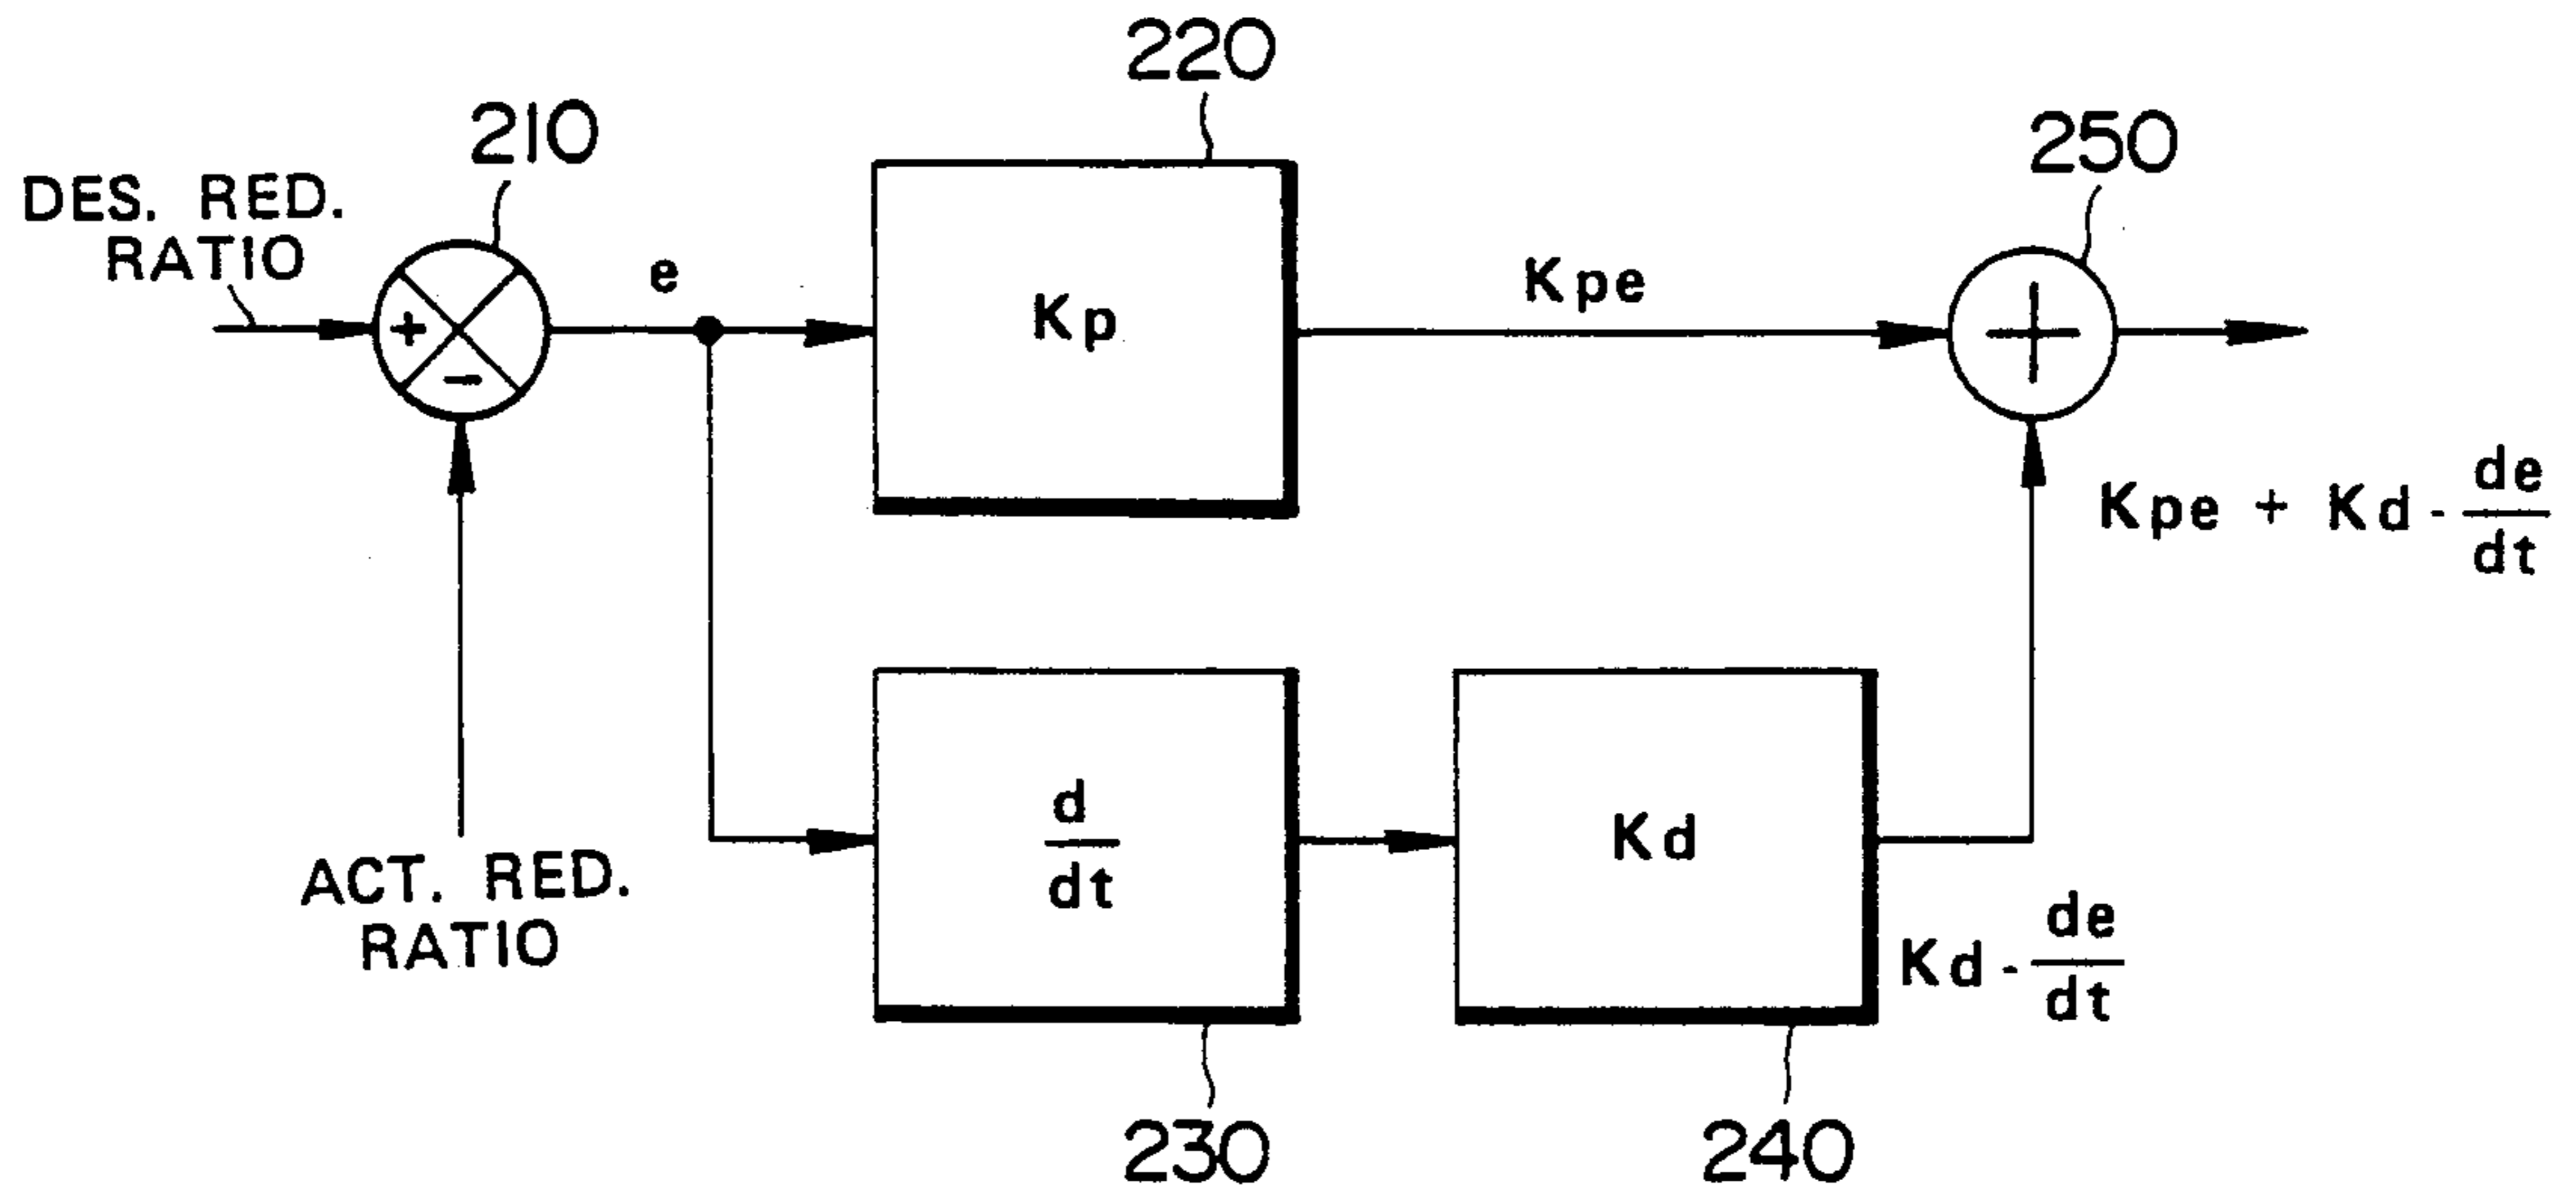 220
210
250
DES. RED.
RATIO
e
Kpe
+
-
Kp
+
Kpe + Kd - de
dt
d
dt
Kd
ACT. RED.
RATIO
Kd - de
dt
230
240